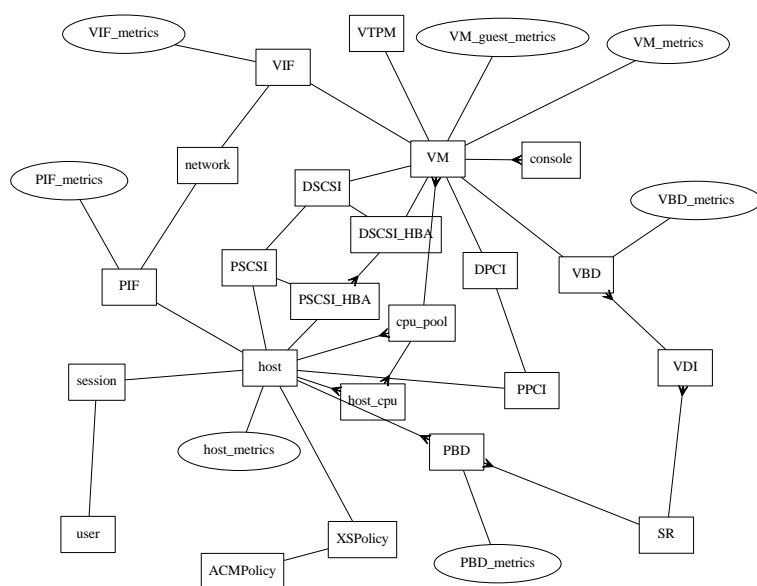 VIF_metrics
VTPM
VM_guest_metrics
VM_metrics
VIF
network
VM
console
PIF_metrics
DSCSI
VBD_metrics
DSCSI_HBA
PSCSI
DPCI
VBD
PIF
PSCSI_HBA
cpu_pool
host
session
VDI
host_cpu
PPCI
host_metrics
PBD
user
XSPolicy
SR
ACMPolicy
PBD_metrics